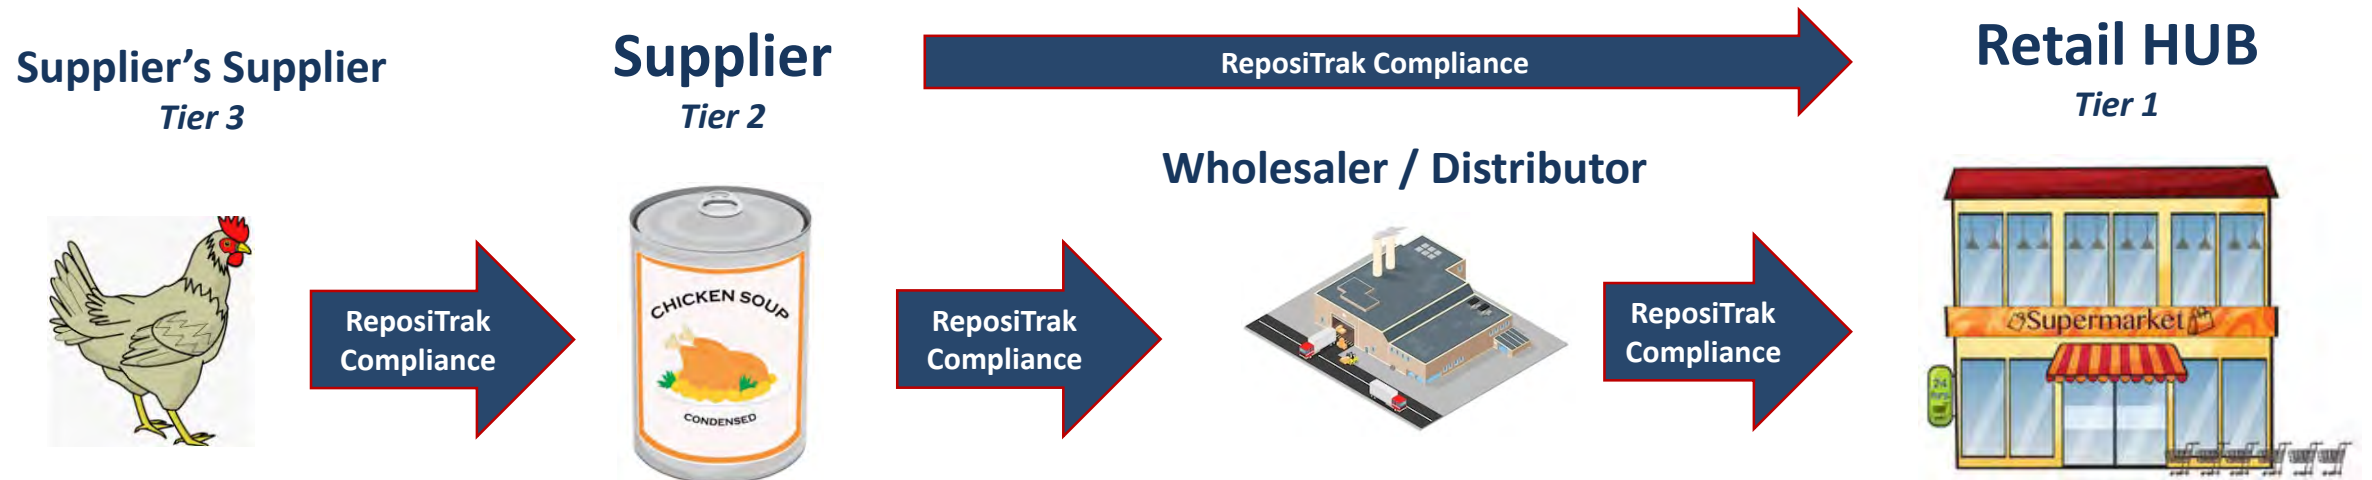 Supplier's Supplier
Tier 3
Supplier
Tier 2
ReposiTrak Compliance
Retail HUB
Tier 1
Wholesaler / Distributor
ReposiTrak
Compliance
CHICKEN SOUP
CONDENSED
ReposiTrak
Compliance
ReposiTrak
Compliance
Supermarket
24